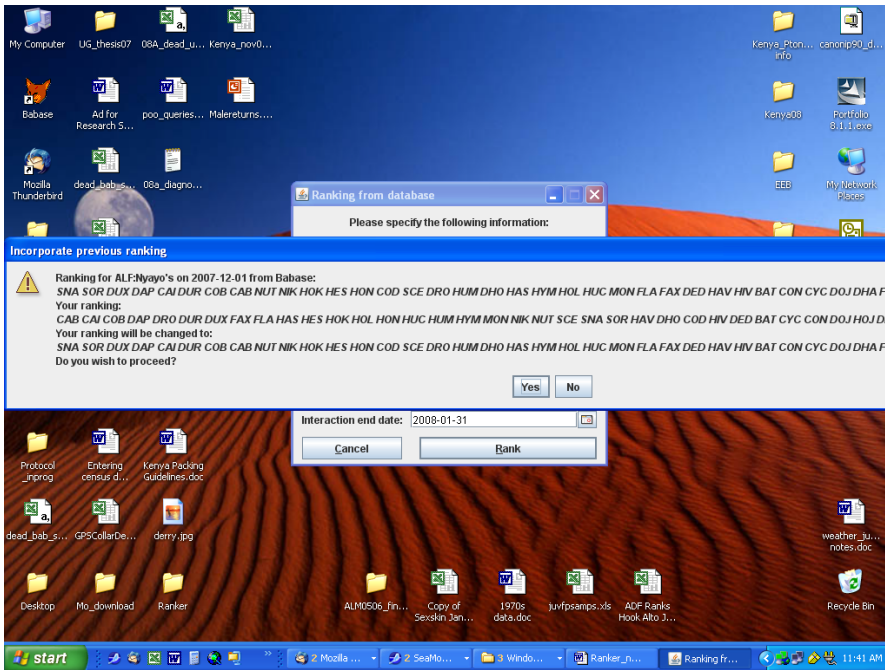 My Computer
UG_thesis07
08A_dead_u...
Kenya_nov0...
Kenya_Pton...
info
canonip90_d...
Babase
Ad for
Research S...
poo_queries...
Malereturns....
Kenya08
Portfolio
8.1.1.exe
Mozilla
Thunderbird
dead_bab_s...
08a_diagno...
EEB
My Network
Places
Ranking from database
Please specify the following information:
Incorporate previous ranking
Ranking for ALF:Nyayo's on 2007-12-01 from Babase:
SNA SOR DUX DAP CAI DUR COB CAB NUT NIK HOK HES HON COD SCE DRO HUM DHO HAS HYM HOL HUC MON FLA FAX DED HAV HIV BAT CON CYC DOJ DHA F
Your ranking:
CAB CAI COB DAP DRO DUR DUX FAX FLA HAS HES HOK HOL HON HUC HUM HYM MON NIK NUT SCE SNA SOR HAV DHO COD HIV DED BAT CYC CON DOJ HOJ D
Your ranking will be changed to:
SNA SOR DUX DAP CAI DUR COB CAB NUT NIK HOK HES HON COD SCE DRO HUM DHO HAS HYM HOL HUC MON FLA FAX DED HAV HIV BAT CON CYC DOJ DHA F
Do you wish to proceed?
Yes
No
Interaction end date:
2008-01-31
Cancel
Rank
Protocol
_inprog
Entering
census d...
Kenya Packing
Guidelines.doc
dead_bab_s...
GPSCollarDe...
derry.jpg
weather_ju...
notes.doc
Desktop
Mo_download
Ranker
ALM0506_fin...
Copy of
Sexskin Jan...
1970s
data.doc
juvfpsamps.xls
ADF Ranks
Hook Alto J...
Recycle Bin
start
2 Mozilla ...
2 SeaMo...
3 Windo...
Ranker_n...
Ranking fr...
11:41 AM